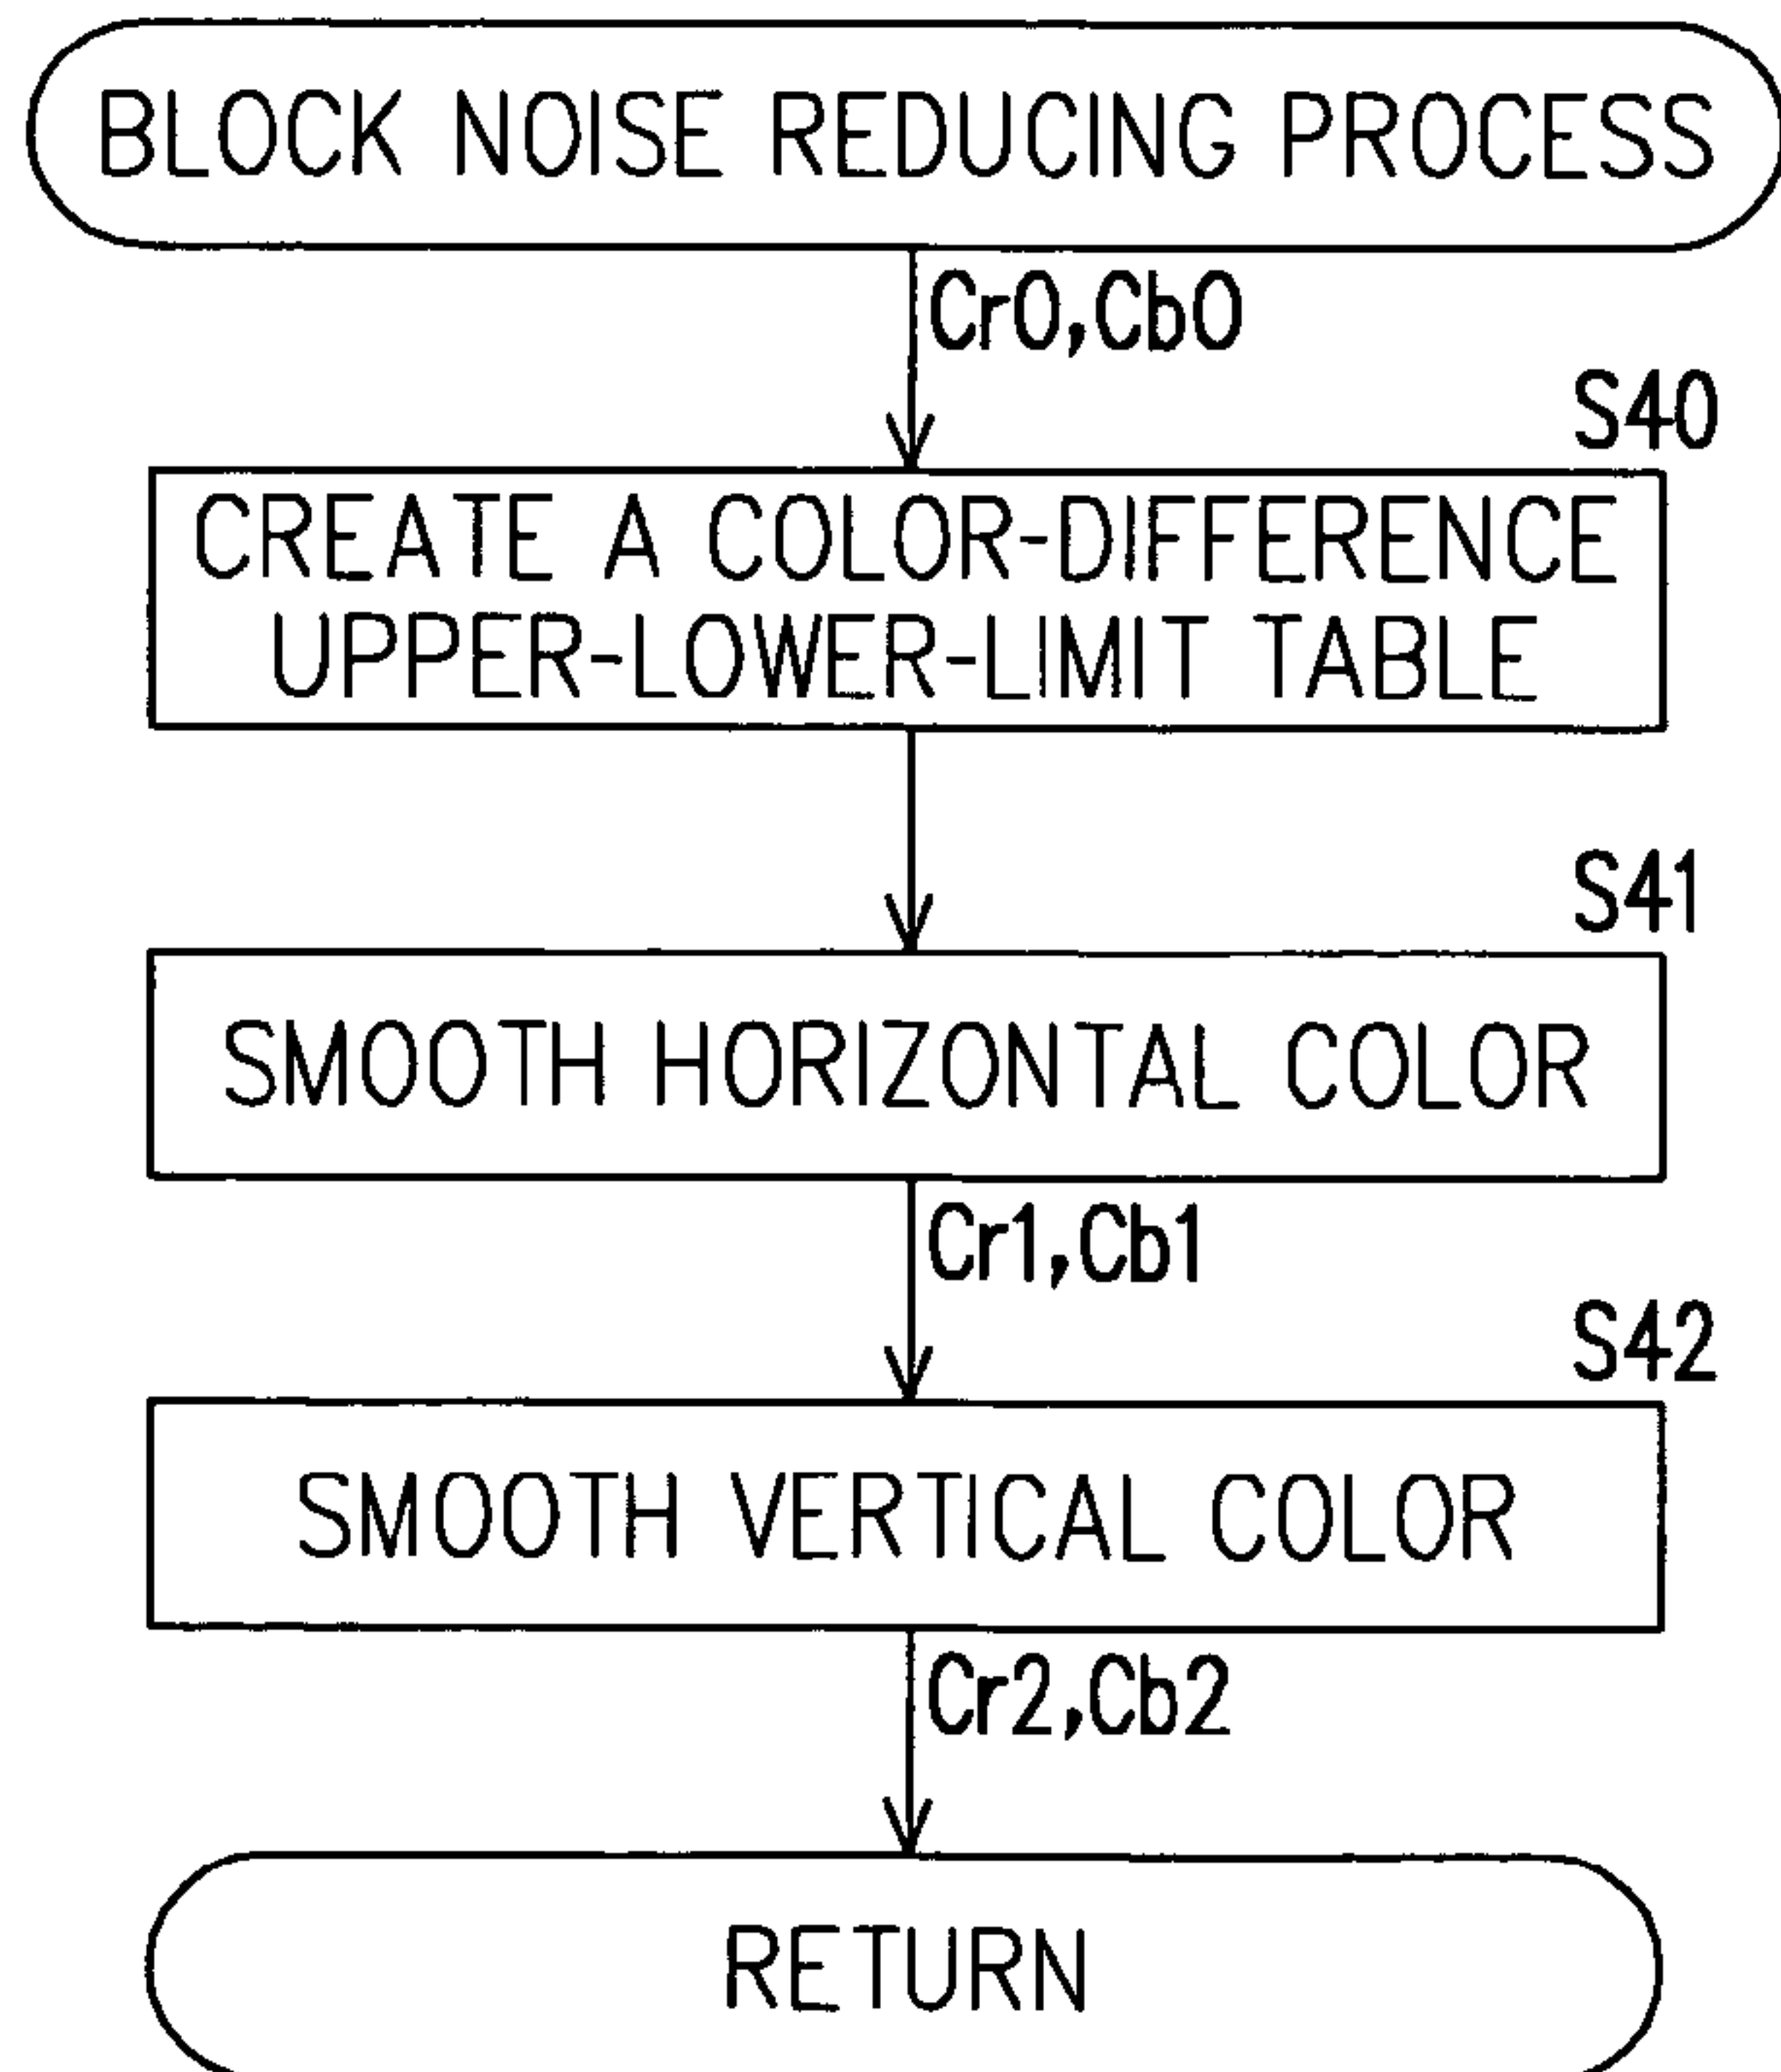 BLOCK NOISE REDUCING PROCESS
Cr0,Cb0
S40
CREATE A COLOR-DIFFERENCE
UPPER-LOWER-LIMIT TABLE
S41
SMOOTH HORIZONTAL COLOR
Cr1,Cb1
S42
SMOOTH VERTICAL COLOR
Cr2,Cb2
RETURN